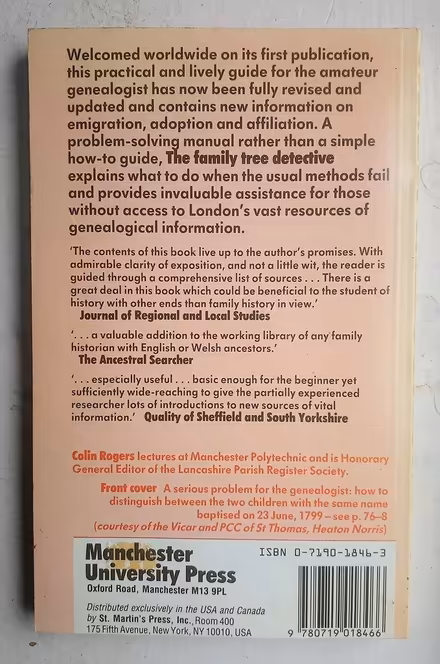 Welcomed worldwide on its first publication,
this practical and lively guide for the amateur
genealogist has now been fully revised and
updated and contains new information on
emigration, adoption and affiliation. A
problem-solving manual rather than a simple
how-to guide, The family tree detective
explains what to do when the usual methods fail
and provides invaluable assistance for those
without access to London's vast resources of
genealogical information.
'The contents of this book live up to the author's promises. With
admirable clarity of exposition, and not a little wit, the reader is
guided through a comprehensive list of sources . . . There is a
great deal in this book which could be beneficial to the student of
history with other ends than family history in view.'
Journal of Regional and Local Studies
'. . . a valuable addition to the working library of any family
historian with English or Welsh ancestors.'
The Ancestral Searcher
'. . . especially useful . . . basic enough for the beginner yet
sufficiently wide-reaching to give the partially experienced
researcher lots of introductions to new sources of vital
information.' Quality of Sheffield and South Yorkshire
Colin Rogers lectures at Manchester Polytechnic and is Honorary
General Editor of the Lancashire Parish Register Society.
Front cover A serious problem for the genealogist: how to
distinguish between the two children with the same name
baptised on 23 June, 1799 – see p. 76–8
(courtesy of the Vicar and PCC of St Thomas, Heaton Norris)
Manchester
University Press
Oxford Road, Manchester M13 9PL
Distributed exclusively in the USA and Canada
by St. Martin's Press, Inc., Room 400
175 Fifth Avenue, New York, NY 10010, USA
ISBN 0-7190-1846-3
9 780719 018466